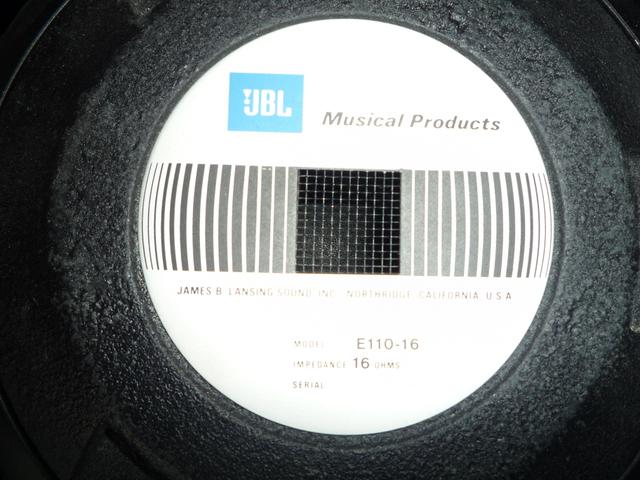 JBL
Musical Products
JAMES B. LANSING SOUND, INC. NORTHRIDGE, CALIFORNIA U.S.A.
MODEL E110-16
IMPEDANCE 16 OHMS
SERIAL